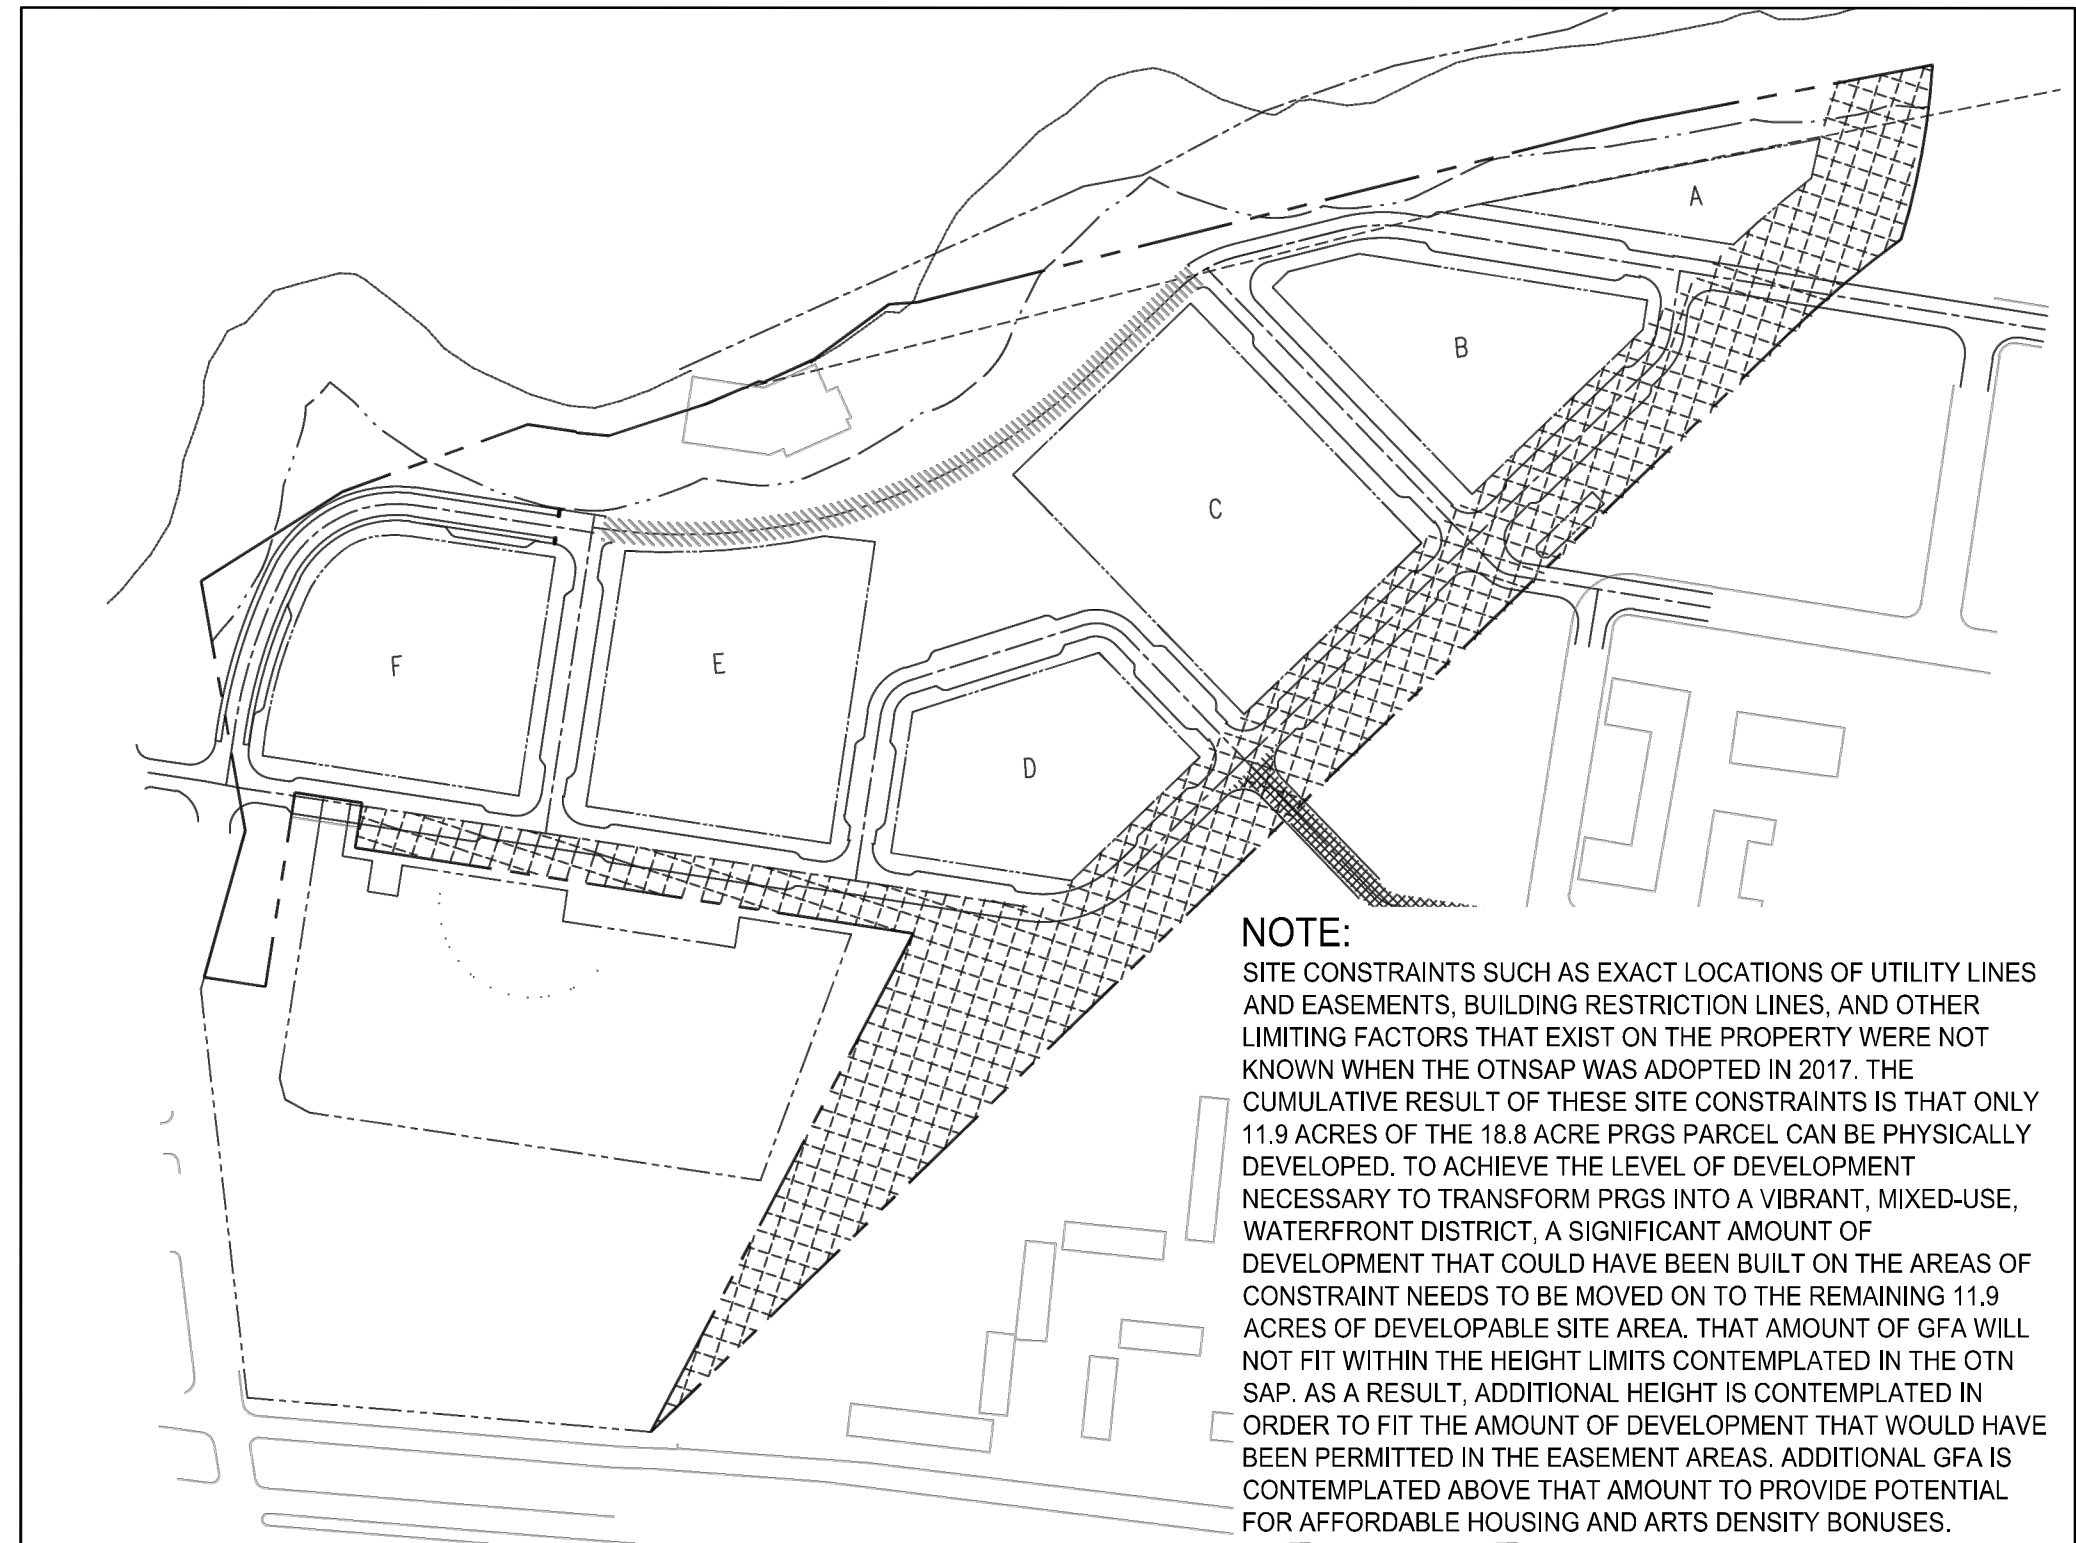 A
B
C
F
E
D
NOTE:
SITE CONSTRAINTS SUCH AS EXACT LOCATIONS OF UTILITY LINES
AND EASEMENTS, BUILDING RESTRICTION LINES, AND OTHER
LIMITING FACTORS THAT EXIST ON THE PROPERTY WERE NOT
KNOWN WHEN THE OTNSAP WAS ADOPTED IN 2017. THE
CUMULATIVE RESULT OF THESE SITE CONSTRAINTS IS THAT ONLY
11.9 ACRES OF THE 18.8 ACRE PRGS PARCEL CAN BE PHYSICALLY
DEVELOPED. TO ACHIEVE THE LEVEL OF DEVELOPMENT
NECESSARY TO TRANSFORM PRGS INTO A VIBRANT, MIXED-USE,
WATERFRONT DISTRICT, A SIGNIFICANT AMOUNT OF
DEVELOPMENT THAT COULD HAVE BEEN BUILT ON THE AREAS OF
CONSTRAINT NEEDS TO BE MOVED ON TO THE REMAINING 11.9
ACRES OF DEVELOPABLE SITE AREA. THAT AMOUNT OF GFA WILL
NOT FIT WITHIN THE HEIGHT LIMITS CONTEMPLATED IN THE OTN
SAP. AS A RESULT, ADDITIONAL HEIGHT IS CONTEMPLATED IN
ORDER TO FIT THE AMOUNT OF DEVELOPMENT THAT WOULD HAVE
BEEN PERMITTED IN THE EASEMENT AREAS. ADDITIONAL GFA IS
CONTEMPLATED ABOVE THAT AMOUNT TO PROVIDE POTENTIAL
FOR AFFORDABLE HOUSING AND ARTS DENSITY BONUSES.